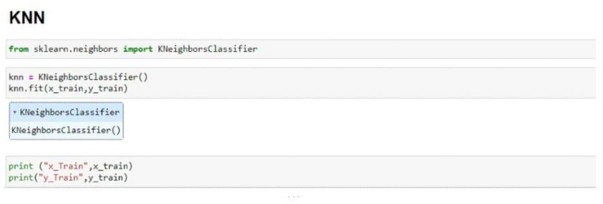 KNN
from sklearn.neighbors import KNeighborsClassifier
knn = KNeighborsClassifier()
knn.fit(x_train,y_train)
▾ KNeighborsClassifier
KNeighborsClassifier()
print ("x_Train",x_train)
print("y_Train",y_train)
...